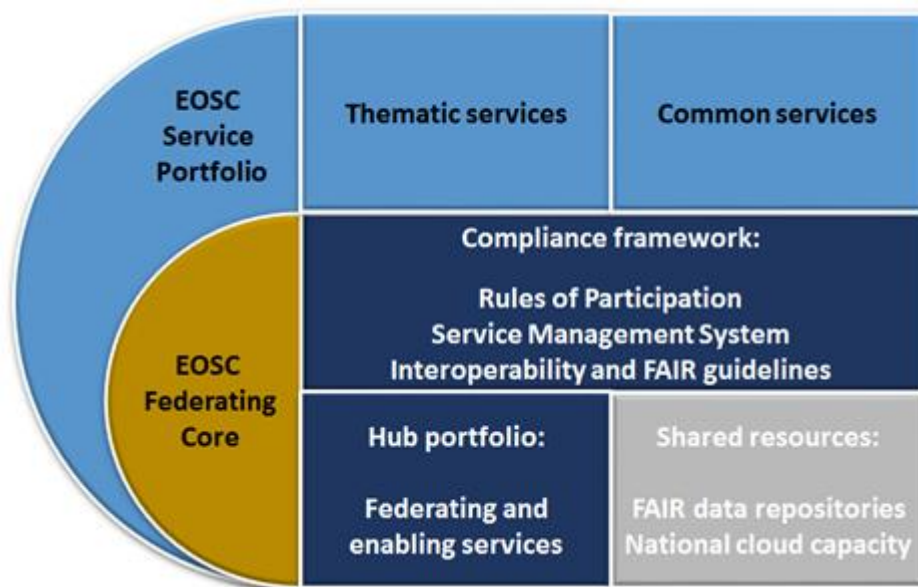 EOSC
Service
Portfolio
Thematic services
Common services
EOSC
Federating
Core
Compliance framework:
Rules of Participation
Service Management System
Interoperability and FAIR guidelines
Hub portfolio:
Federating and
enabling services
Shared resources:
FAIR data repositories
National cloud capacity